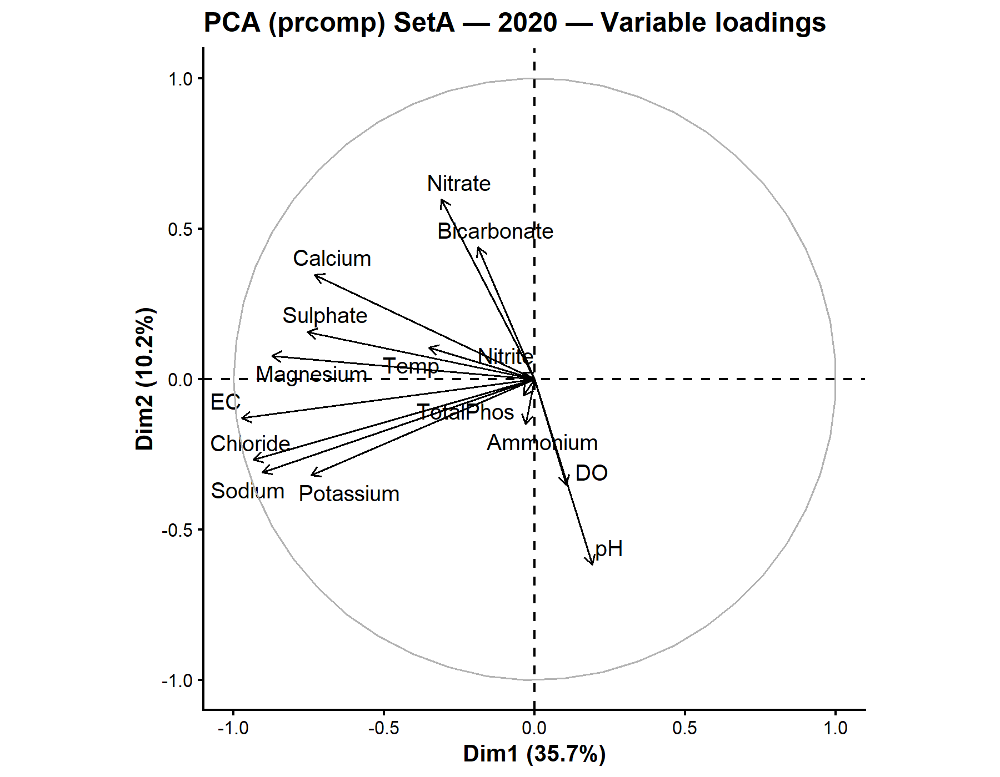 PCA (prcomp) SetA — 2020 — Variable loadings
1.0
Nitrate
0.5
Bicarbonate
Calcium
Sulphate
Nitrite
Temp
Magnesium
0.0
EC
TotalPhos
Chloride
Ammonium
DO
Sodium
Potassium
-0.5
pH
-1.0
Dim2 (10.2%)
-1.0 -0.5 0.0 0.5 1.0
Dim1 (35.7%)